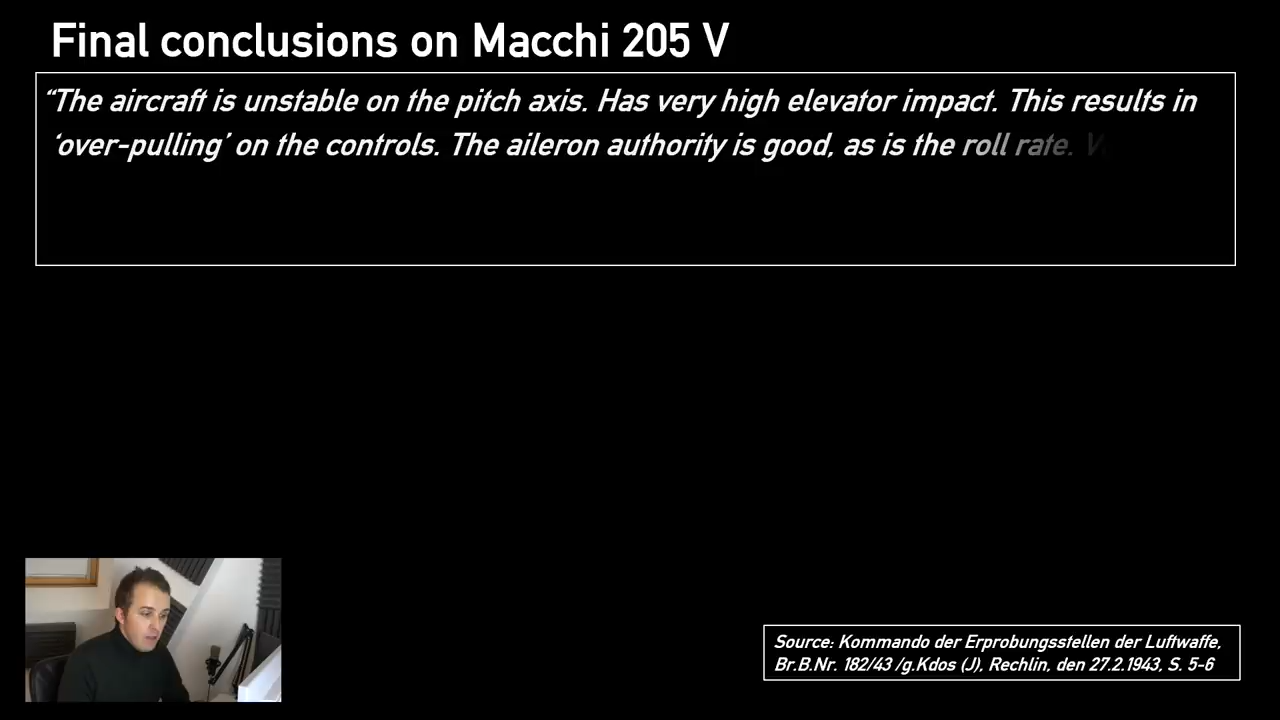 Final conclusions on Macchi 205 V
“The aircraft is unstable on the pitch axis. Has very high elevator impact. This results in
‘over-pulling’ on the controls. The aileron authority is good, as is the roll rate.
Source: Kommando der Erprobungsstellen der Luftwaffe,
Br.B.Nr. 182/43 /g.Kdos (J), Rechlin, den 27.2.1943, S. 5-6